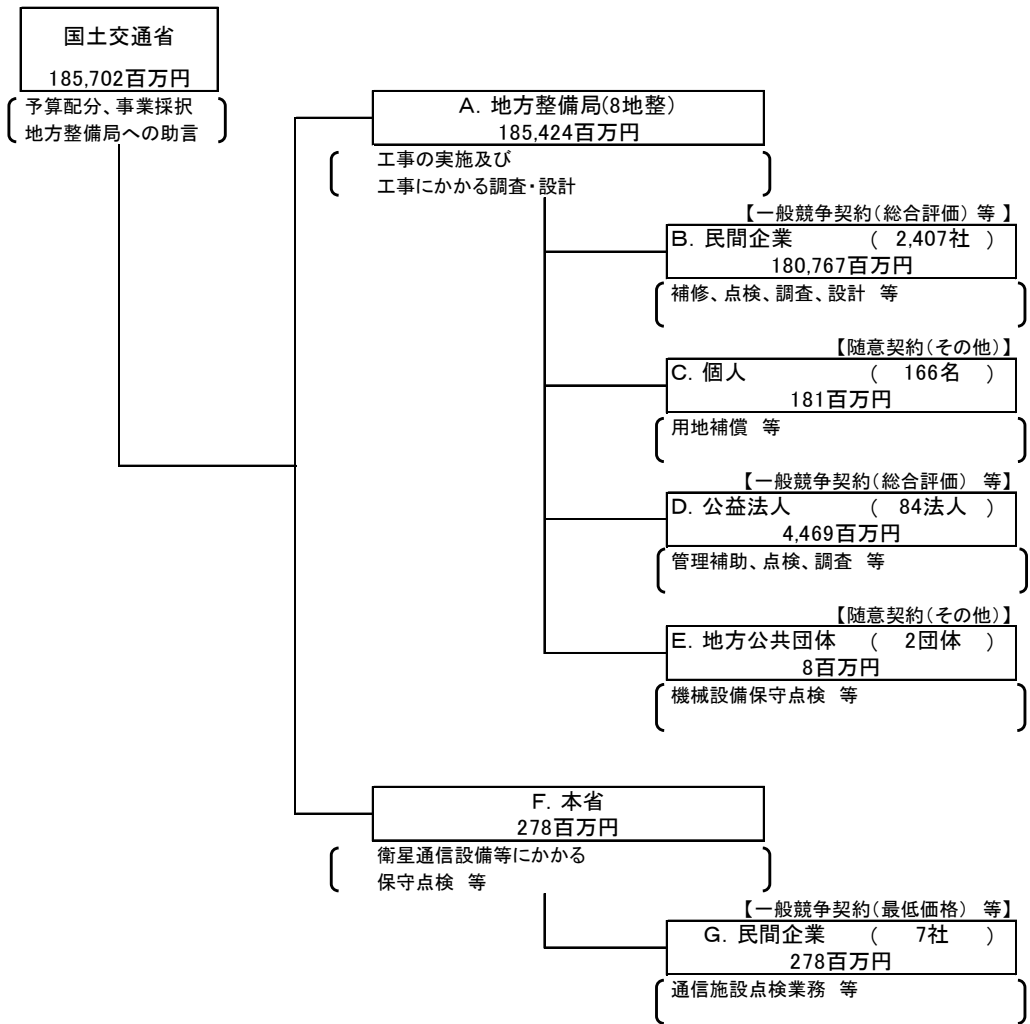 国土交通省
185,702百万円
予算配分、事業採択
地方整備局への助言
A. 地方整備局(8地整)
185,424百万円
工事の実施及び
工事にかかる調査・設計
【一般競争契約(総合評価) 等】
B. 民間企業 ( 2,407社 )
180,767百万円
補修、点検、調査、設計 等
【随意契約(その他)】
C. 個人 ( 166名 )
181百万円
用地補償 等
【一般競争契約(総合評価) 等】
D. 公益法人 ( 84法人 )
4,469百万円
管理補助、点検、調査 等
【随意契約(その他)】
E. 地方公共団体 ( 2団体 )
8百万円
機械設備保守点検 等
F. 本省
278百万円
衛星通信設備等にかかる
保守点検 等
【一般競争契約(最低価格) 等】
G. 民間企業 ( 7社 )
278百万円
通信施設点検業務 等